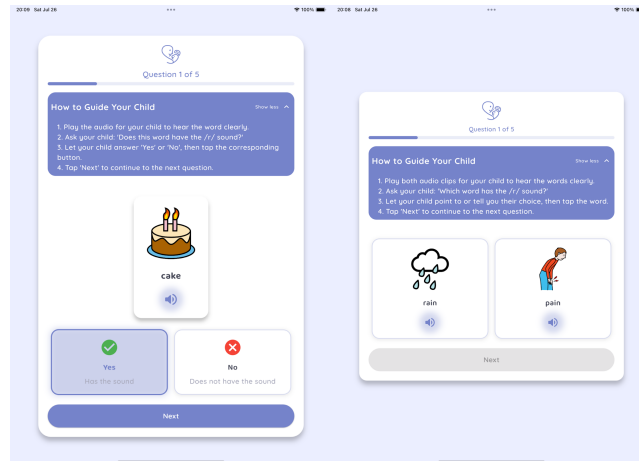 20:09 Sat Jul 26
100%
Question 1 of 5
How to Guide Your Child
Show less
1. Play the audio for your child to hear the word clearly.
2. Ask your child: 'Does this word have the /r/ sound?'
3. Let your child answer 'Yes' or 'No', then tap the corresponding
button.
4. Tap 'Next' to continue to the next question.
cake
Yes
Has the sound
No
Does not have the sound
Next
20:08 Sat Jul 26
100%
Question 1 of 5
How to Guide Your Child
Show less
1. Play both audio clips for your child to hear the words clearly.
2. Ask your child: 'Which word has the /r/ sound?'
3. Let your child point to or tell you their choice, then tap the word.
4. Tap 'Next' to continue to the next question.
rain
pain
Next